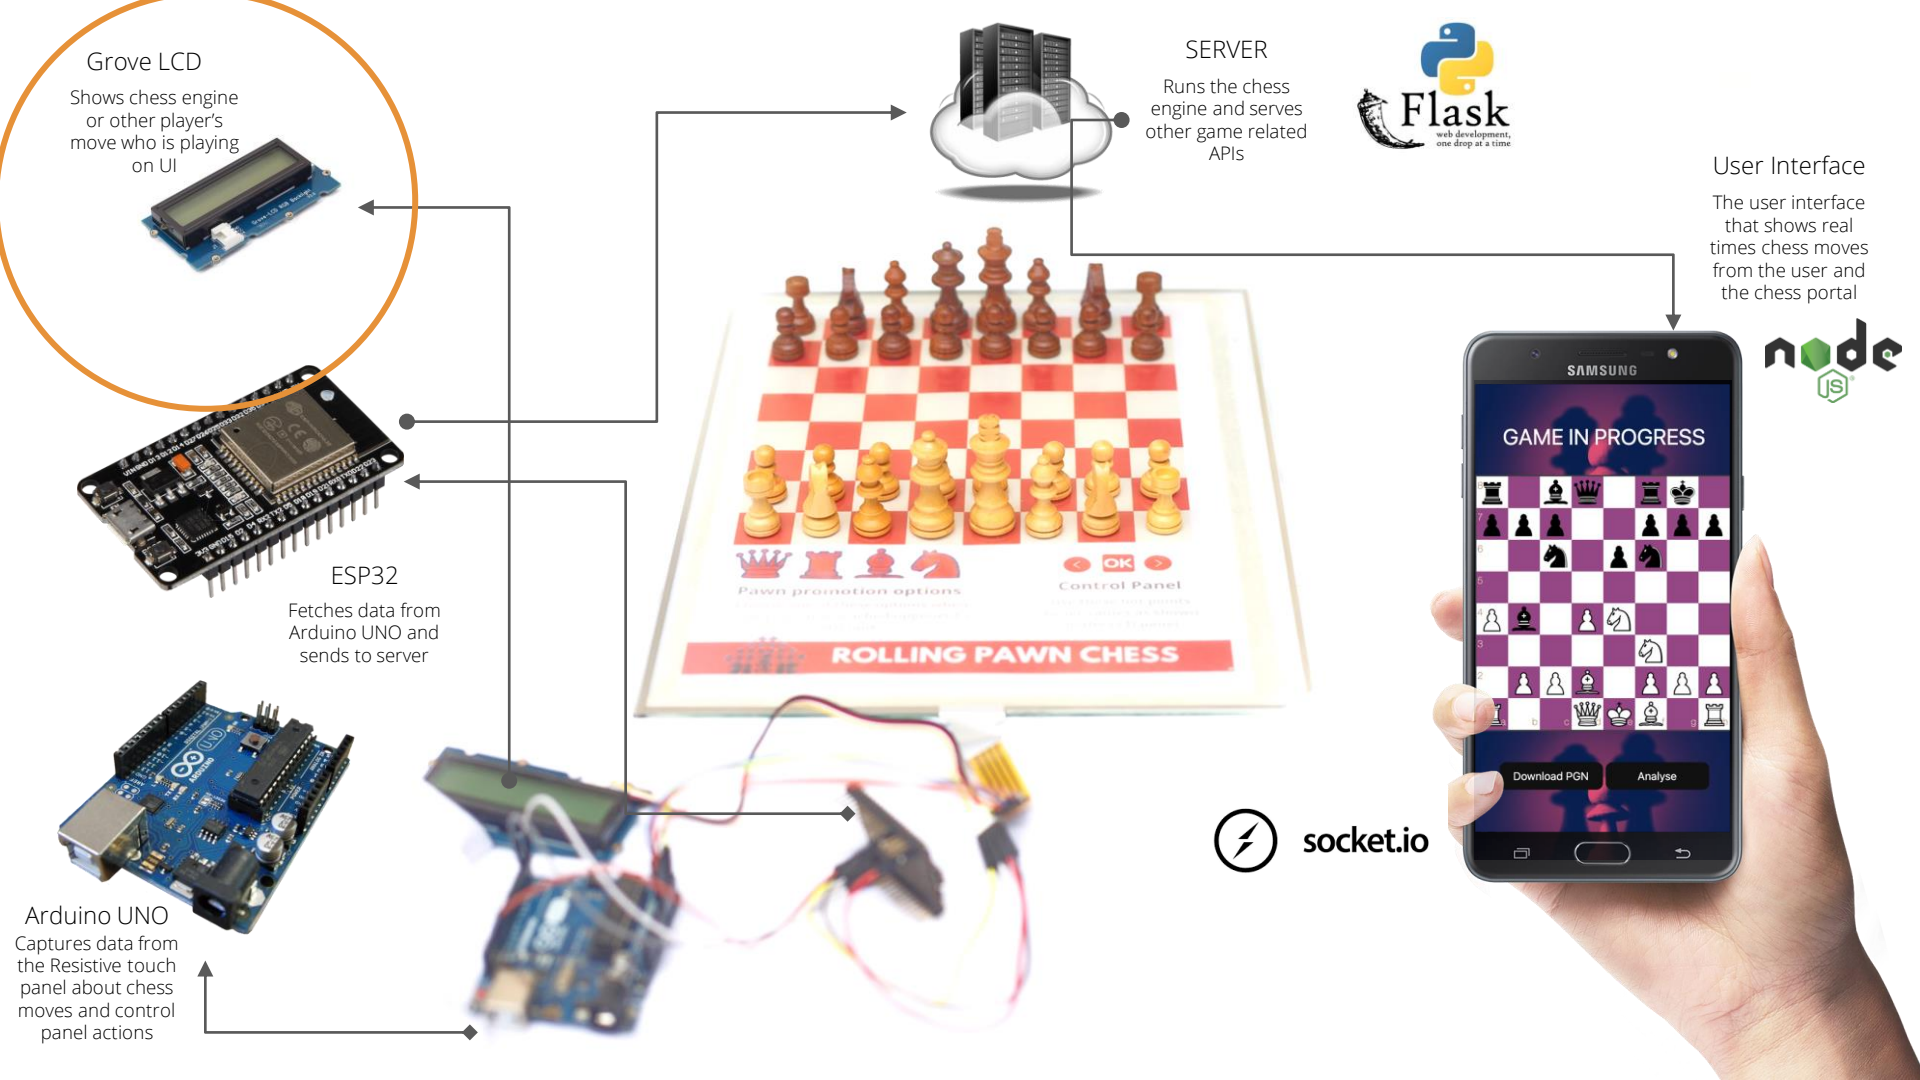 Grove LCD
Shows chess engine
or other player's
move who is playing
on UI
SERVER
Runs the chess
engine and serves
other game related
APIs
Flask
web development,
one drop at a time
User Interface
The user interface
that shows real
times chess moves
from the user and
the chess portal
node
JS
SAMSUNG
GAME IN PROGRESS
Download PGN
Analyse
ESP32
Fetches data from
Arduino UNO and
sends to server
OK
Pawn promotion options
Control Panel
ROLLING PAWN CHESS
socket.io
UNO
ARDUINO
Arduino UNO
Captures data from
the Resistive touch
panel about chess
moves and control
panel actions